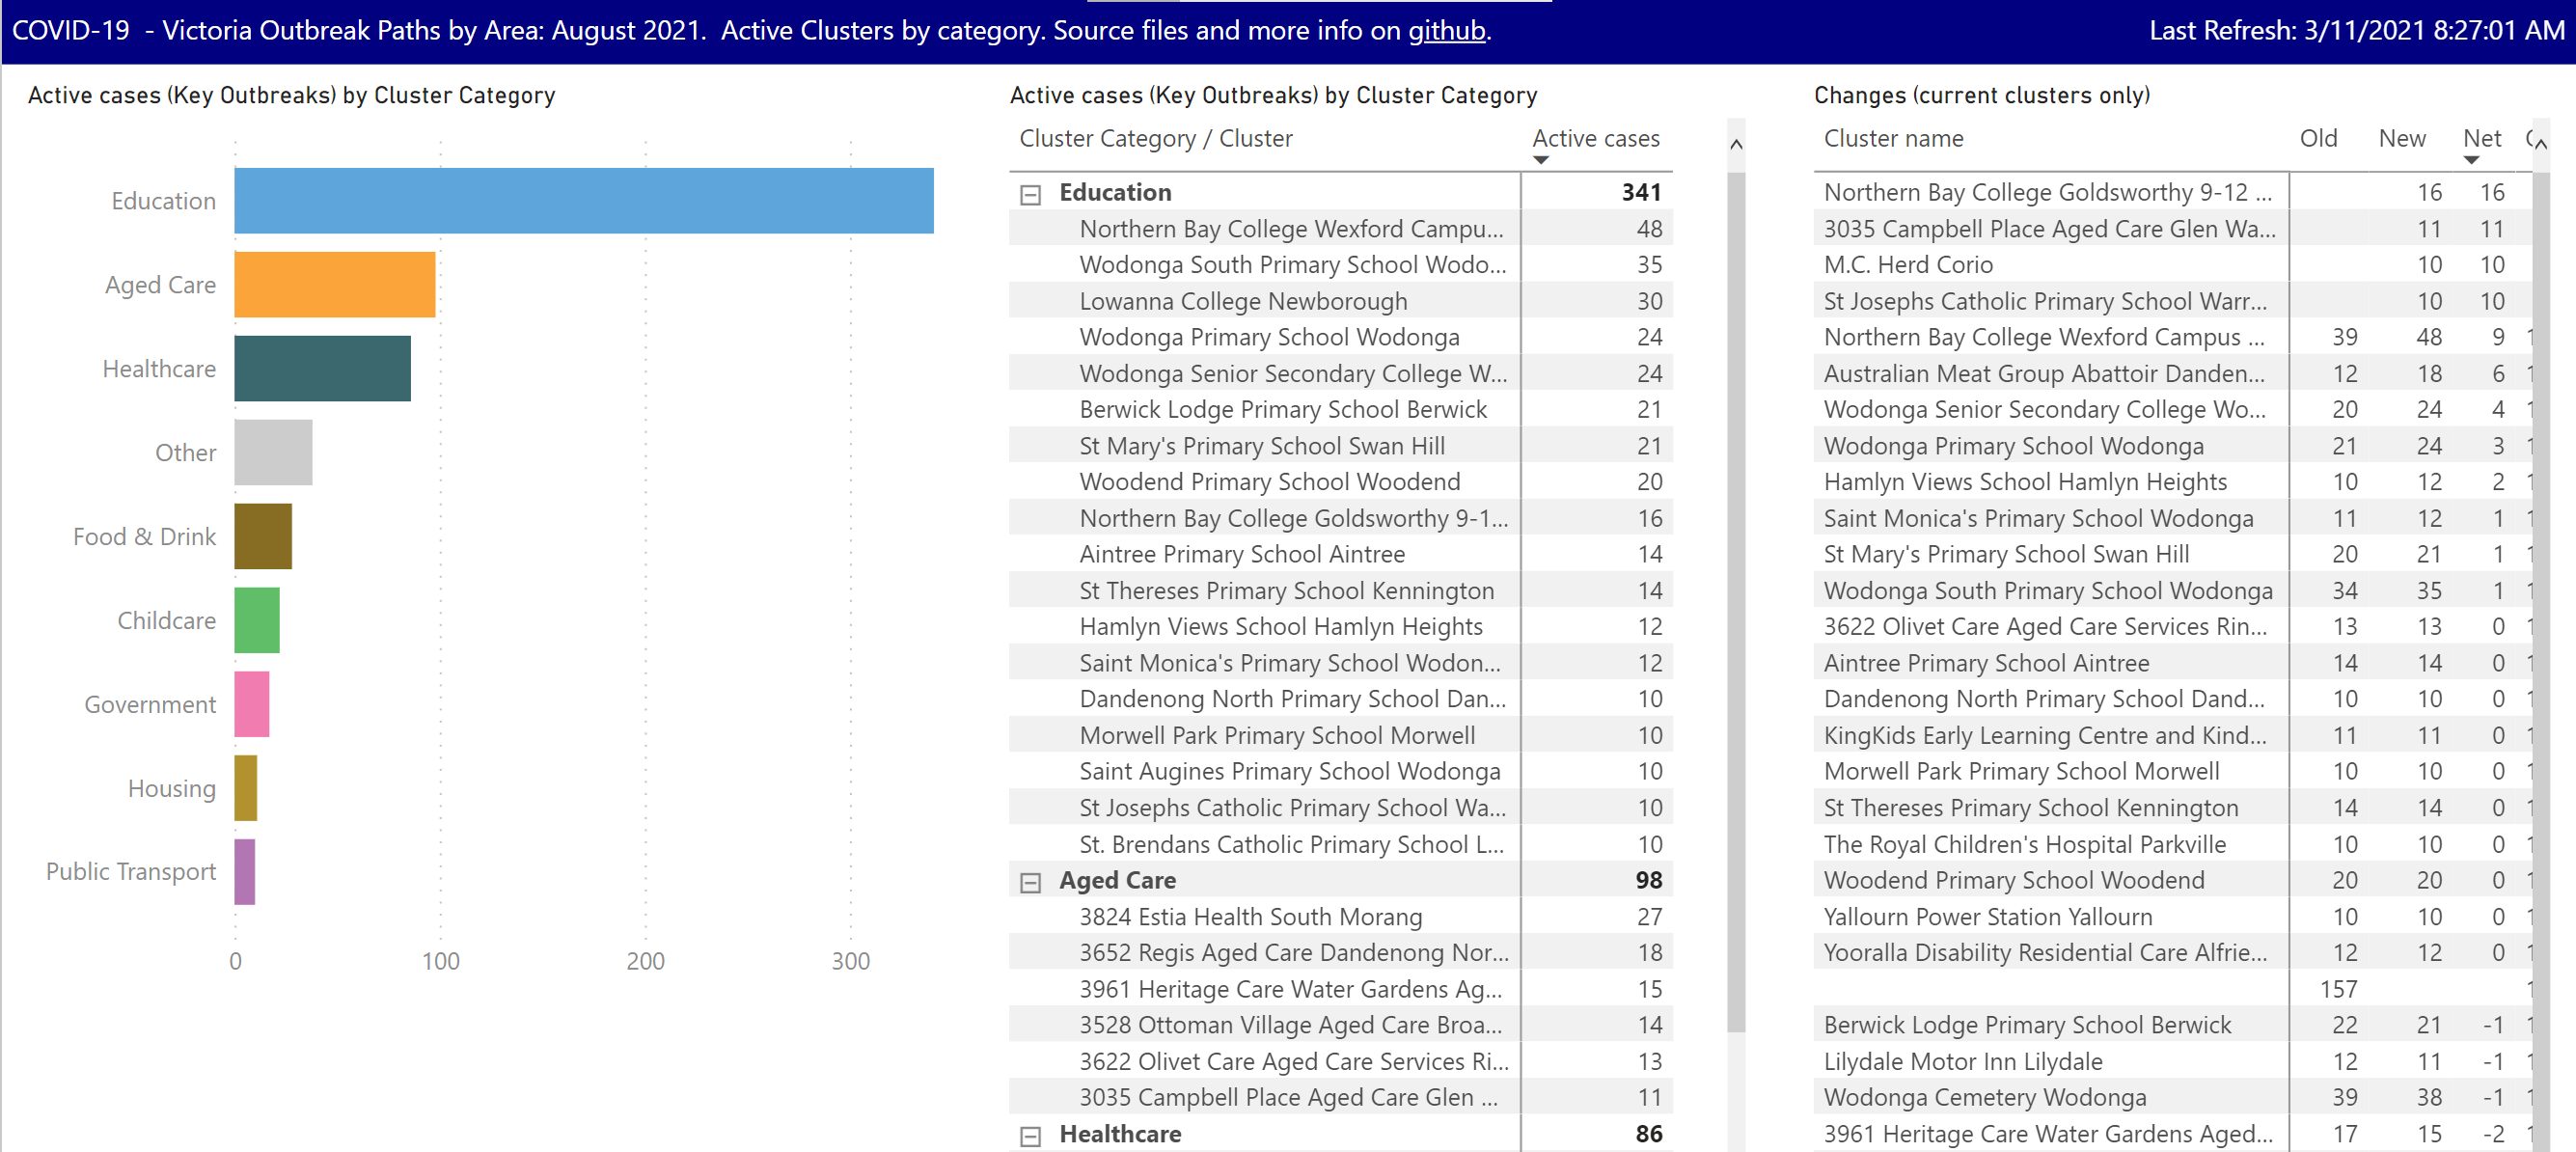 COVID-19 - Victoria Outbreak Paths by Area: August 2021. Active Clusters by category. Source files and more info on github.
Last Refresh: 3/11/2021 8:27:01 AM
Active cases (Key Outbreaks) by Cluster Category
Education
Aged Care
Healthcare
Other
Food & Drink
Childcare
Government
Housing
Public Transport
0 100 200 300
Active cases (Key Outbreaks) by Cluster Category
Cluster Category / Cluster Active cases
Education 341
Northern Bay College Wexford Campu... 48
Wodonga South Primary School Wodo... 35
Lowanna College Newborough 30
Wodonga Primary School Wodonga 24
Wodonga Senior Secondary College W... 24
Berwick Lodge Primary School Berwick 21
St Mary's Primary School Swan Hill 21
Woodend Primary School Woodend 20
Northern Bay College Goldsworthy 9-1... 16
Aintree Primary School Aintree 14
St Thereses Primary School Kennington 14
Hamlyn Views School Hamlyn Heights 12
Saint Monica's Primary School Wodon... 12
Dandenong North Primary School Dan... 10
Morwell Park Primary School Morwell 10
Saint Augines Primary School Wodonga 10
St Josephs Catholic Primary School Wa... 10
St. Brendans Catholic Primary School L... 10
Aged Care 98
3824 Estia Health South Morang 27
3652 Regis Aged Care Dandenong Nor... 18
3961 Heritage Care Water Gardens Ag... 15
3528 Ottoman Village Aged Care Broa... 14
3622 Olivet Care Aged Care Services Ri... 13
3035 Campbell Place Aged Care Glen ... 11
Healthcare 86
Changes (current clusters only)
Cluster name Old New Net
Northern Bay College Goldsworthy 9-12 ... 16 16
3035 Campbell Place Aged Care Glen Wa... 11 11
M.C. Herd Corio 10 10
St Josephs Catholic Primary School Warr... 10 10
Northern Bay College Wexford Campus ... 39 48 9
Australian Meat Group Abattoir Danden... 12 18 6
Wodonga Senior Secondary College Wo... 20 24 4
Wodonga Primary School Wodonga 21 24 3
Hamlyn Views School Hamlyn Heights 10 12 2
Saint Monica's Primary School Wodonga 11 12 1
St Mary's Primary School Swan Hill 20 21 1
Wodonga South Primary School Wodonga 34 35 1
3622 Olivet Care Aged Care Services Rin... 13 13 0
Aintree Primary School Aintree 14 14 0
Dandenong North Primary School Dand... 10 10 0
KingKids Early Learning Centre and Kind... 11 11 0
Morwell Park Primary School Morwell 10 10 0
St Thereses Primary School Kennington 14 14 0
The Royal Children's Hospital Parkville 10 10 0
Woodend Primary School Woodend 20 20 0
Yallourn Power Station Yallourn 10 10 0
Yooralla Disability Residential Care Alfrie... 12 12 0
157
Berwick Lodge Primary School Berwick 22 21 -1
Lilydale Motor Inn Lilydale 12 11 -1
Wodonga Cemetery Wodonga 39 38 -1
3961 Heritage Care Water Gardens Aged... 17 15 -2